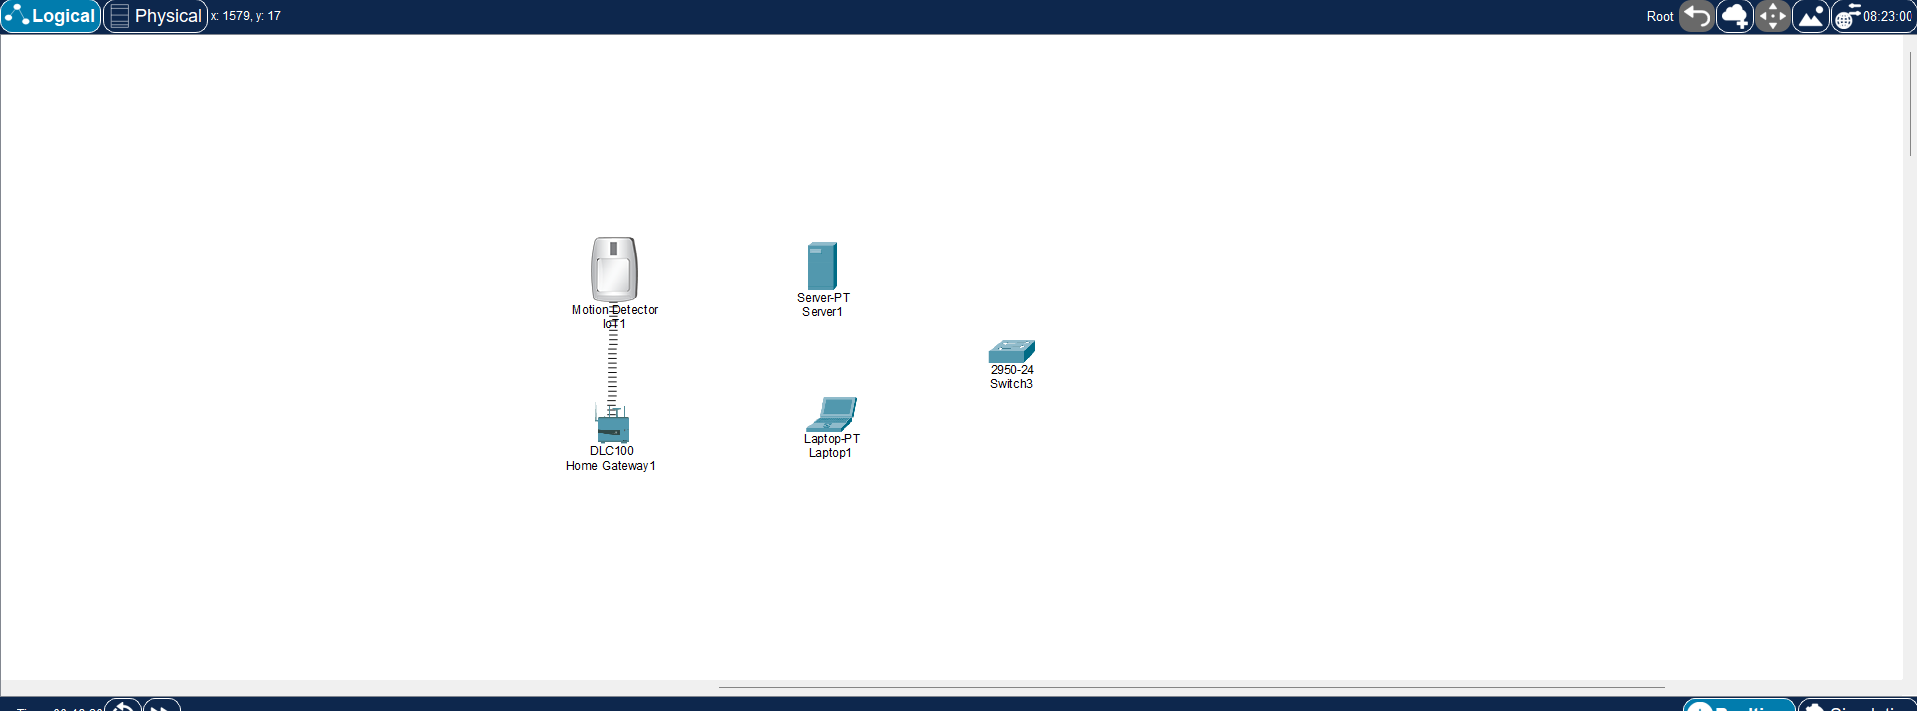 Logical Physical x: 1579, y: 17 Root 08:23:00
Motion Detector
IoT1
Server-PT
Server1
2950-24
Switch3
Laptop-PT
Laptop1
DLC100
Home Gateway1